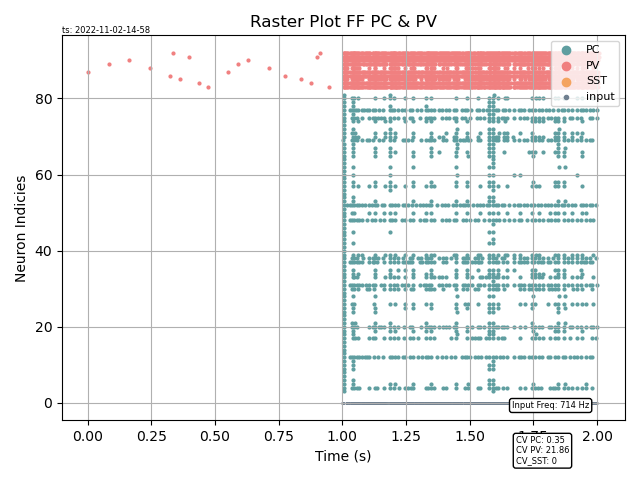 Raster Plot FF PC & PV
ts: 2022-11-02-14-58
PC
PV
SST
input
80
60
40
20
0
Neuron Indicies
0.00 0.25 0.50 0.75 1.00 1.25 1.50 1.75 2.00
Time (s)
Input Freq: 714 Hz
CV PC: 0.35
CV PV: 21.86
CV_SST: 0